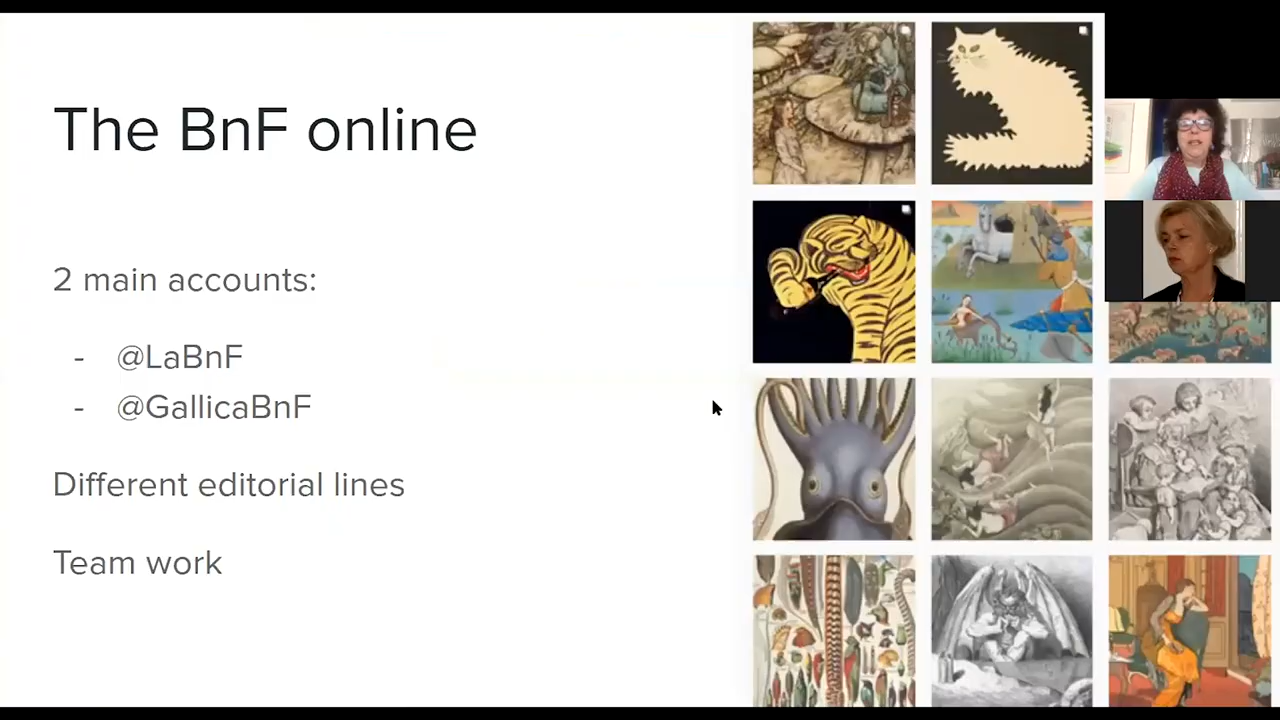 The BnF online
2 main accounts:
- @LaBnF
- @GallicaBnF
Different editorial lines
Team work